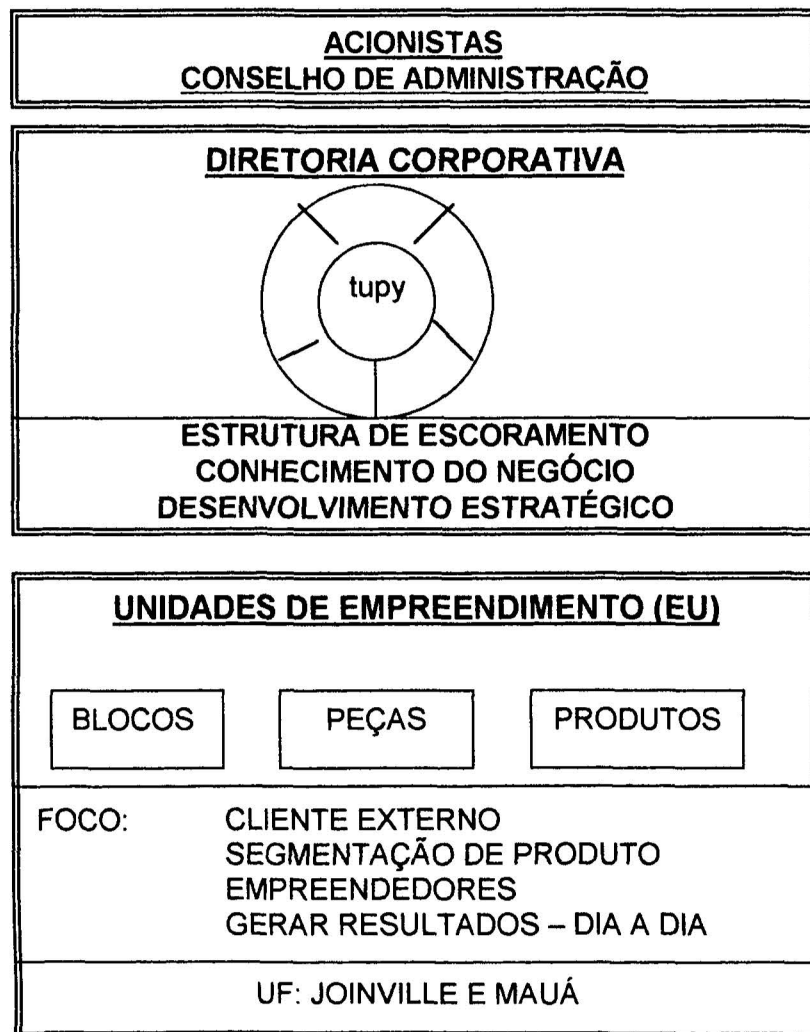 ACIONISTAS
CONSELHO DE ADMINISTRAÇÃO
DIRETORIA CORPORATIVA
tupy
ESTRUTURA DE ESCORAMENTO
CONHECIMENTO DO NEGÓCIO
DESENVOLVIMENTO ESTRATÉGICO
UNIDADES DE EMPREENDIMENTO (EU)
BLOCOS PEÇAS PRODUTOS
FOCO: CLIENTE EXTERNO
SEGMENTAÇÃO DE PRODUTO
EMPREENDEDORES
GERAR RESULTADOS – DIA A DIA
UF: JOINVILLE E MAUÁ